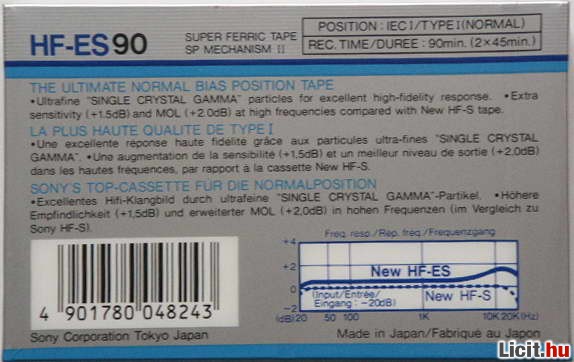 HF-ES90
SUPER FERRIC TAPE
SP MECHANISM II
POSITION: IECI/TYPE I (NORMAL)
REC. TIME/DUREE: 90min. (2×45min.)
THE ULTIMATE NORMAL BIAS POSITION TAPE
•Ultrafine "SINGLE CRYSTAL GAMMA" particles for excellent high-fidelity response. •Extra
sensitivity (+1.5dB) and MOL (+2.0dB) at high frequencies compared with New HF-S tape.
LA PLUS HAUTE QUALITE DE TYPE I
•Une excellente réponse haute fidélité grâce aux particules ultra-fines "SINGLE CRYSTAL
GAMMA". •Une augmentation de la sensibilité (+1,5dB) et un meilleur niveau de sortie (+2,0dB)
dans les hautes fréquences, par rapport à la cassette New HF-S.
SONY'S TOP-CASSETTE FÜR DIE NORMALPOSITION
•Excellentes Hifi-Klangbild durch ultrafeine "SINGLE CRYSTAL GAMMA"-Partikel. •Höhere
Empfindlichkeit (+1,5dB) und erweiterter MOL (+2,0dB) in hohen Frequenzen (im Vergleich zu
Sony HF-S).
Freq. resp./Rép. fréq./Frequenzgang
+4
+2
0
-2
(dB)
New HF-ES
(Input/Entrée/
Eingang: -20dB)
New HF-S
20 50 100 1K 10K 20K (Hz)
4 901780 048243
Sony Corporation Tokyo Japan
Made in Japan/Fabriqué au Japon
Licit.hu